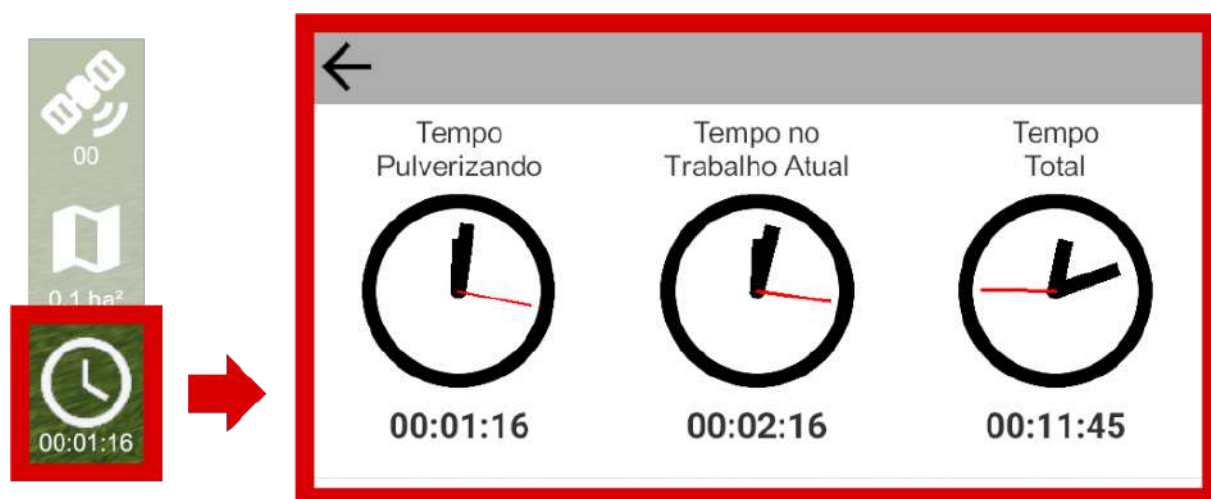 00
0.1 ha²
00:01:16
Tempo
Pulverizando
Tempo no
Trabalho Atual
Tempo
Total
00:01:16
00:02:16
00:11:45